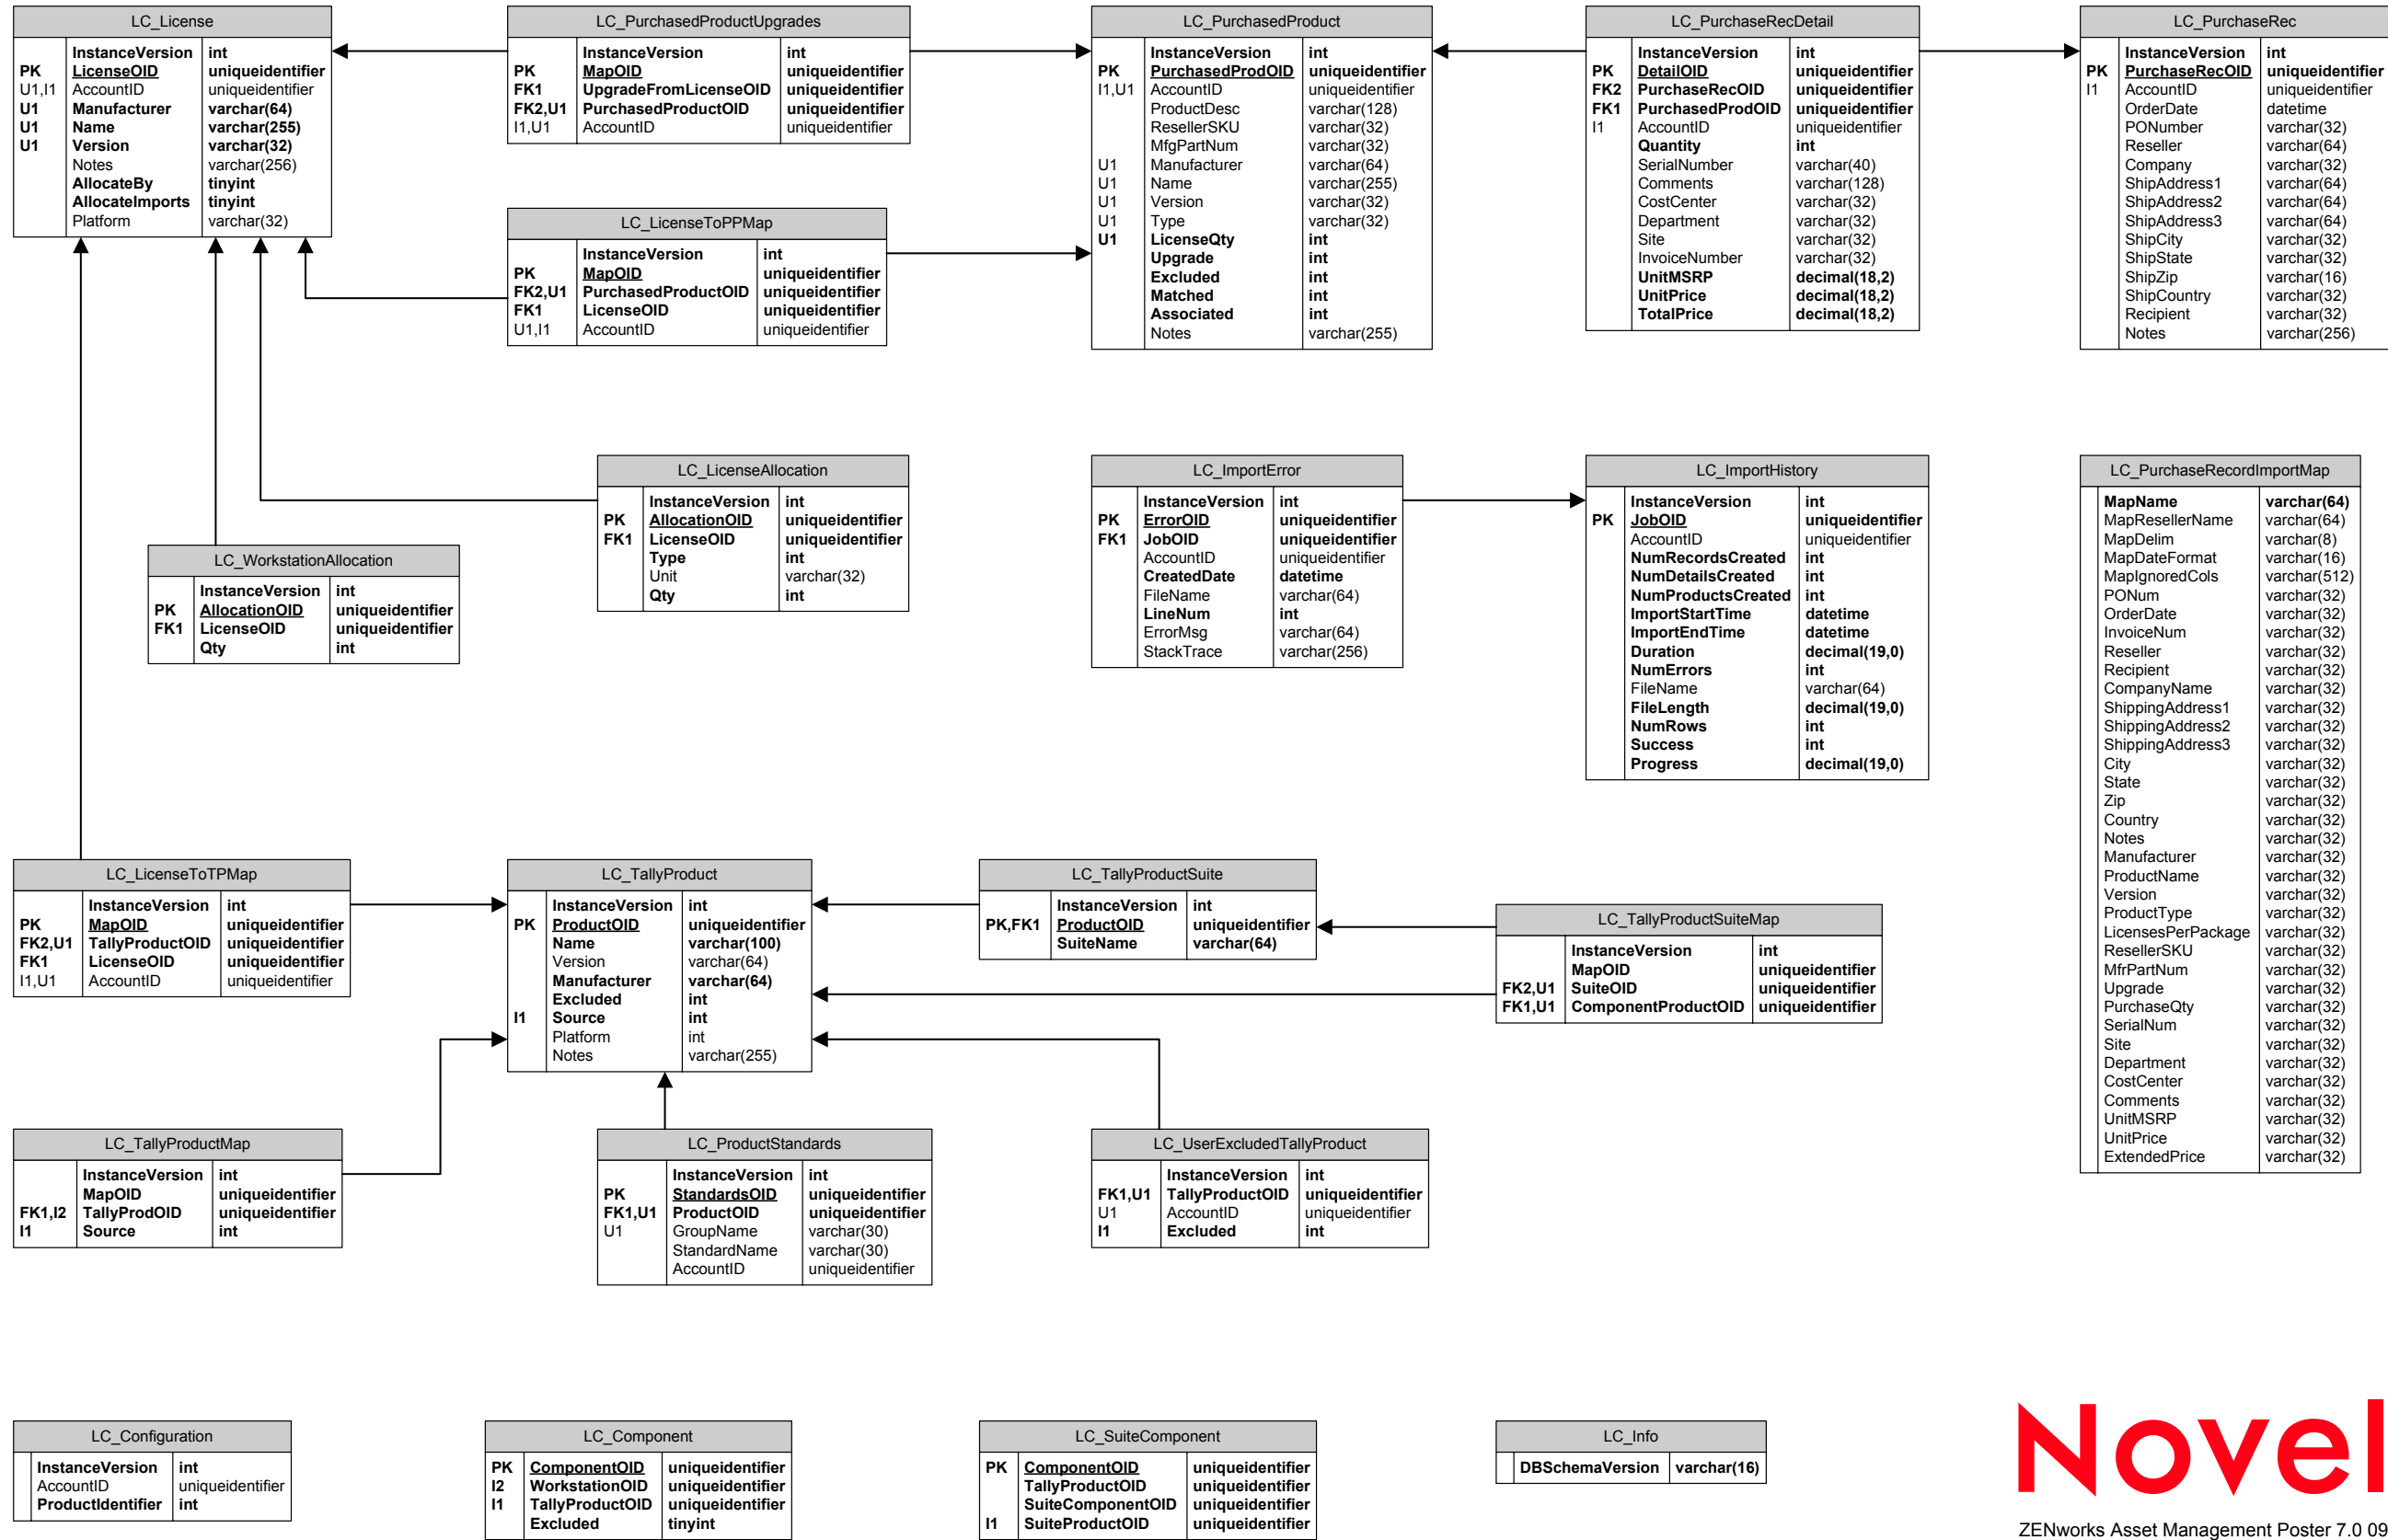 LC_License
InstanceVersion int
PK LicenseOID uniqueidentifier
U1,I1 AccountID uniqueidentifier
U1 Manufacturer varchar(64)
U1 Name varchar(255)
U1 Version varchar(32)
Notes varchar(256)
AllocateBy tinyint
AllocateImports tinyint
Platform varchar(32)
LC_PurchasedProductUpgrades
InstanceVersion int
PK MapOID uniqueidentifier
FK1 UpgradeFromLicenseOID uniqueidentifier
FK2,U1 PurchasedProductOID uniqueidentifier
I1,U1 AccountID uniqueidentifier
LC_LicenseToPPMap
InstanceVersion int
PK MapOID uniqueidentifier
FK2,U1 PurchasedProductOID uniqueidentifier
FK1 LicenseOID uniqueidentifier
U1,I1 AccountID uniqueidentifier
LC_PurchasedProduct
InstanceVersion int
PK PurchasedProdOID uniqueidentifier
I1,U1 AccountID uniqueidentifier
ProductDesc varchar(128)
ResellerSKU varchar(32)
MfgPartNum varchar(32)
U1 Manufacturer varchar(64)
U1 Name varchar(255)
U1 Version varchar(32)
U1 Type varchar(32)
U1 LicenseQty int
Upgrade int
Excluded int
Matched int
Associated int
Notes varchar(255)
LC_PurchaseRecDetail
InstanceVersion int
PK DetailOID uniqueidentifier
FK2 PurchaseRecOID uniqueidentifier
FK1 PurchasedProdOID uniqueidentifier
I1 AccountID uniqueidentifier
Quantity int
SerialNumber varchar(40)
Comments varchar(128)
CostCenter varchar(32)
Department varchar(32)
Site varchar(32)
InvoiceNumber varchar(32)
UnitMSRP decimal(18,2)
UnitPrice decimal(18,2)
TotalPrice decimal(18,2)
LC_PurchaseRec
InstanceVersion int
PK PurchaseRecOID uniqueidentifier
I1 AccountID uniqueidentifier
OrderDate datetime
PONumber varchar(32)
Reseller varchar(64)
Company varchar(32)
ShipAddress1 varchar(64)
ShipAddress2 varchar(64)
ShipAddress3 varchar(64)
ShipCity varchar(32)
ShipState varchar(32)
ShipZip varchar(16)
ShipCountry varchar(32)
Recipient varchar(32)
Notes varchar(256)
LC_LicenseAllocation
InstanceVersion int
PK AllocationOID uniqueidentifier
FK1 LicenseOID uniqueidentifier
Type int
Unit varchar(32)
Qty int
LC_WorkstationAllocation
InstanceVersion int
PK AllocationOID uniqueidentifier
FK1 LicenseOID uniqueidentifier
Qty int
LC_ImportError
InstanceVersion int
PK ErrorOID uniqueidentifier
FK1 JobOID uniqueidentifier
AccountID uniqueidentifier
CreatedDate datetime
FileName varchar(64)
LineNum int
ErrorMsg varchar(64)
StackTrace varchar(256)
LC_ImportHistory
InstanceVersion int
PK JobOID uniqueidentifier
AccountID uniqueidentifier
NumRecordsCreated int
NumDetailsCreated int
NumProductsCreated int
ImportStartTime datetime
ImportEndTime datetime
Duration decimal(19,0)
NumErrors int
FileName varchar(64)
FileLength decimal(19,0)
NumRows int
Success int
Progress decimal(19,0)
LC_PurchaseRecordImportMap
MapName varchar(64)
MapResellerName varchar(64)
MapDelim varchar(8)
MapDateFormat varchar(16)
MapIgnoredCols varchar(512)
PONum varchar(32)
OrderDate varchar(32)
InvoiceNum varchar(32)
Reseller varchar(32)
Recipient varchar(32)
CompanyName varchar(32)
ShippingAddress1 varchar(32)
ShippingAddress2 varchar(32)
ShippingAddress3 varchar(32)
City varchar(32)
State varchar(32)
Zip varchar(32)
Country varchar(32)
Notes varchar(32)
Manufacturer varchar(32)
ProductName varchar(32)
Version varchar(32)
ProductType varchar(32)
LicensesPerPackage varchar(32)
ResellerSKU varchar(32)
MfrPartNum varchar(32)
Upgrade varchar(32)
PurchaseQty varchar(32)
SerialNum varchar(32)
Site varchar(32)
Department varchar(32)
CostCenter varchar(32)
Comments varchar(32)
UnitMSRP varchar(32)
UnitPrice varchar(32)
ExtendedPrice varchar(32)
LC_LicenseToTPMap
InstanceVersion int
PK MapOID uniqueidentifier
FK2,U1 TallyProductOID uniqueidentifier
FK1 LicenseOID uniqueidentifier
I1,U1 AccountID uniqueidentifier
LC_TallyProduct
InstanceVersion int
PK ProductOID uniqueidentifier
Name varchar(100)
Version varchar(64)
Manufacturer varchar(64)
Excluded int
I1 Source int
Platform int
Notes varchar(255)
LC_TallyProductSuite
InstanceVersion int
PK,FK1 ProductOID uniqueidentifier
SuiteName varchar(64)
LC_TallyProductSuiteMap
InstanceVersion int
MapOID uniqueidentifier
FK2,U1 SuiteOID uniqueidentifier
FK1,U1 ComponentProductOID uniqueidentifier
LC_TallyProductMap
InstanceVersion int
MapOID uniqueidentifier
FK1,I2 TallyProdOID uniqueidentifier
I1 Source int
LC_ProductStandards
InstanceVersion int
PK StandardsOID uniqueidentifier
FK1,U1 ProductOID uniqueidentifier
U1 GroupName varchar(30)
StandardName varchar(30)
AccountID uniqueidentifier
LC_UserExcludedTallyProduct
InstanceVersion int
FK1,U1 TallyProductOID uniqueidentifier
U1 AccountID uniqueidentifier
I1 Excluded int
LC_Configuration
InstanceVersion int
AccountID uniqueidentifier
ProductIdentifier int
LC_Component
PK ComponentOID uniqueidentifier
I2 WorkstationOID uniqueidentifier
I1 TallyProductOID uniqueidentifier
Excluded tinyint
LC_SuiteComponent
PK ComponentOID uniqueidentifier
TallyProductOID uniqueidentifier
SuiteComponentOID uniqueidentifier
I1 SuiteProductOID uniqueidentifier
LC_Info
DBSchemaVersion varchar(16)
Novel
ZENworks Asset Management Poster 7.0 09